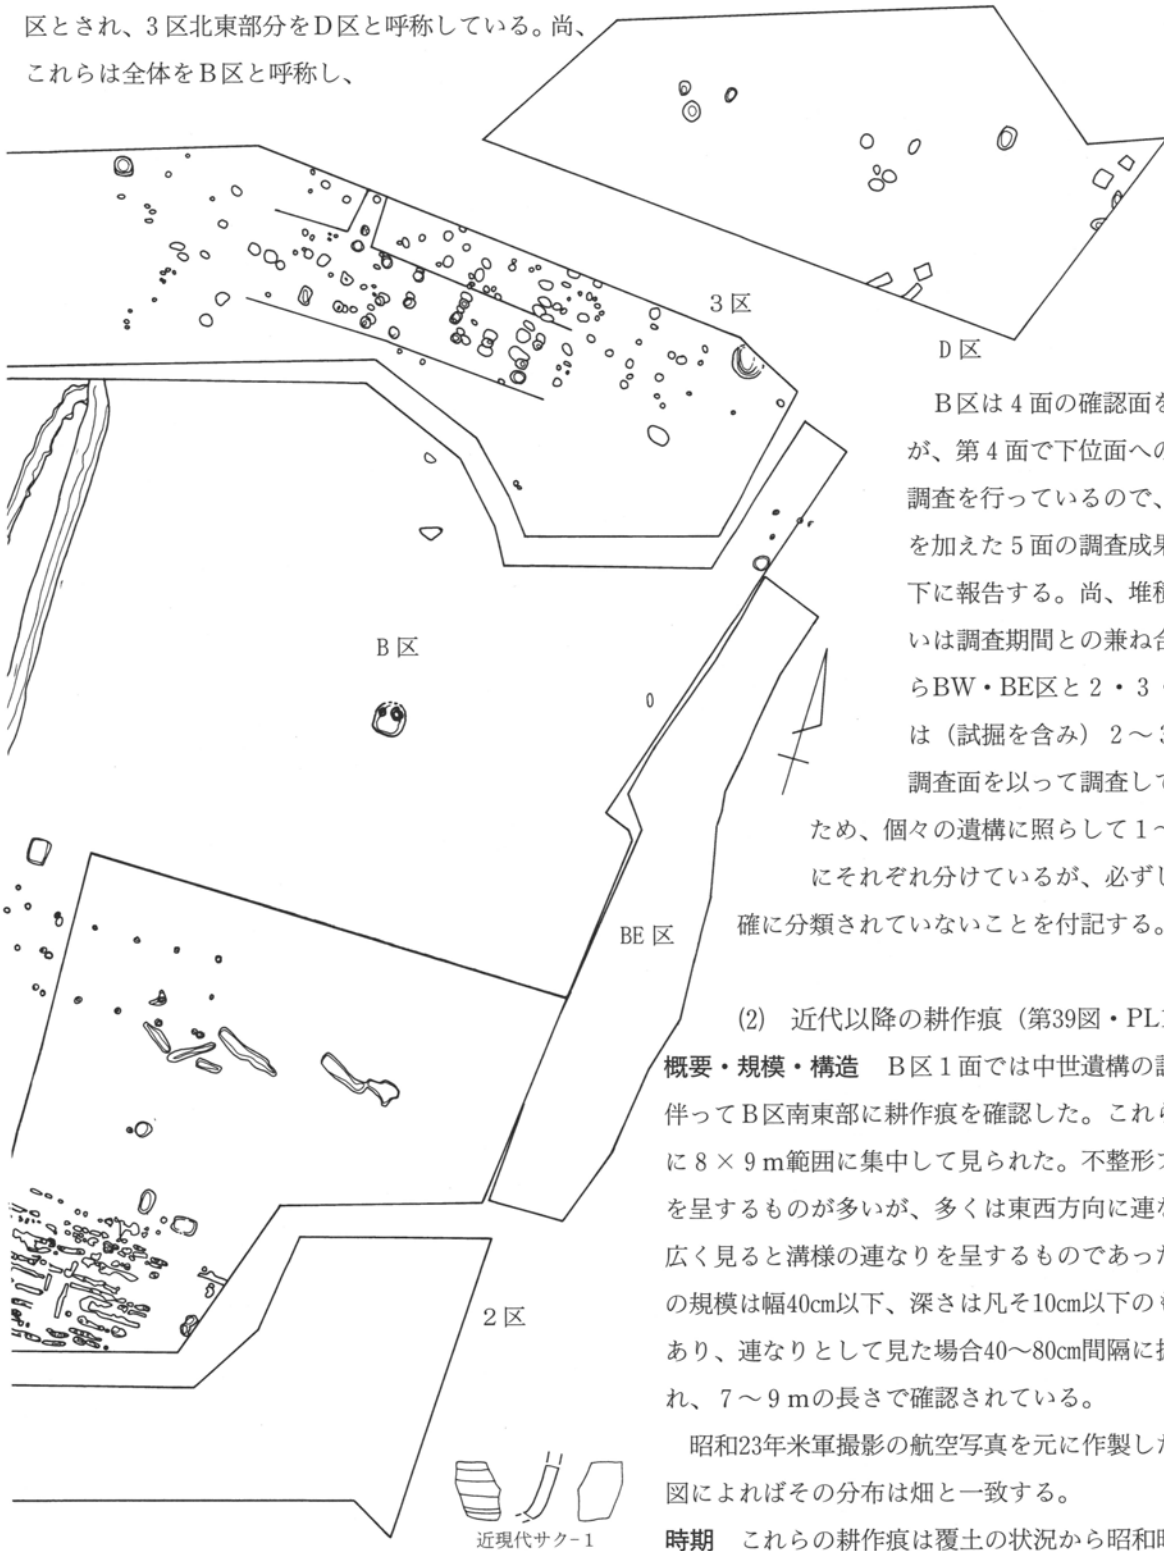 区とされ、3区北東部分をD区と呼称している。尚、
これらは全体をB区と呼称し、
3区
D区
B区は4面の確認面を
が、第4面で下位面への
調査を行っているので、
を加えた5面の調査成果
下に報告する。尚、堆積
いは調査期間との兼ね合
らBW・BE区と2・3
は（試掘を含み）2～3
調査面を以って調査して
ため、個々の遺構に照らして1～
にそれぞれ分けているが、必ずし
確に分類されていないことを付記する。
B区
BE区
(2)　近代以降の耕作痕（第39図・PL
概要・規模・構造　B区1面では中世遺構の
伴ってB区南東部に耕作痕を確認した。これら
に8×9m範囲に集中して見られた。不整形
を呈するものが多いが、多くは東西方向に連な
広く見ると溝様の連なりを呈するものであった
の規模は幅40cm以下、深さは凡そ10cm以下の
あり、連なりとして見た場合40～80cm間隔に
れ、7～9mの長さで確認されている。
昭和23年米軍撮影の航空写真を元に作製した
図によればその分布は畑と一致する。
時期　これらの耕作痕は覆土の状況から昭和
2区
近現代サク-1